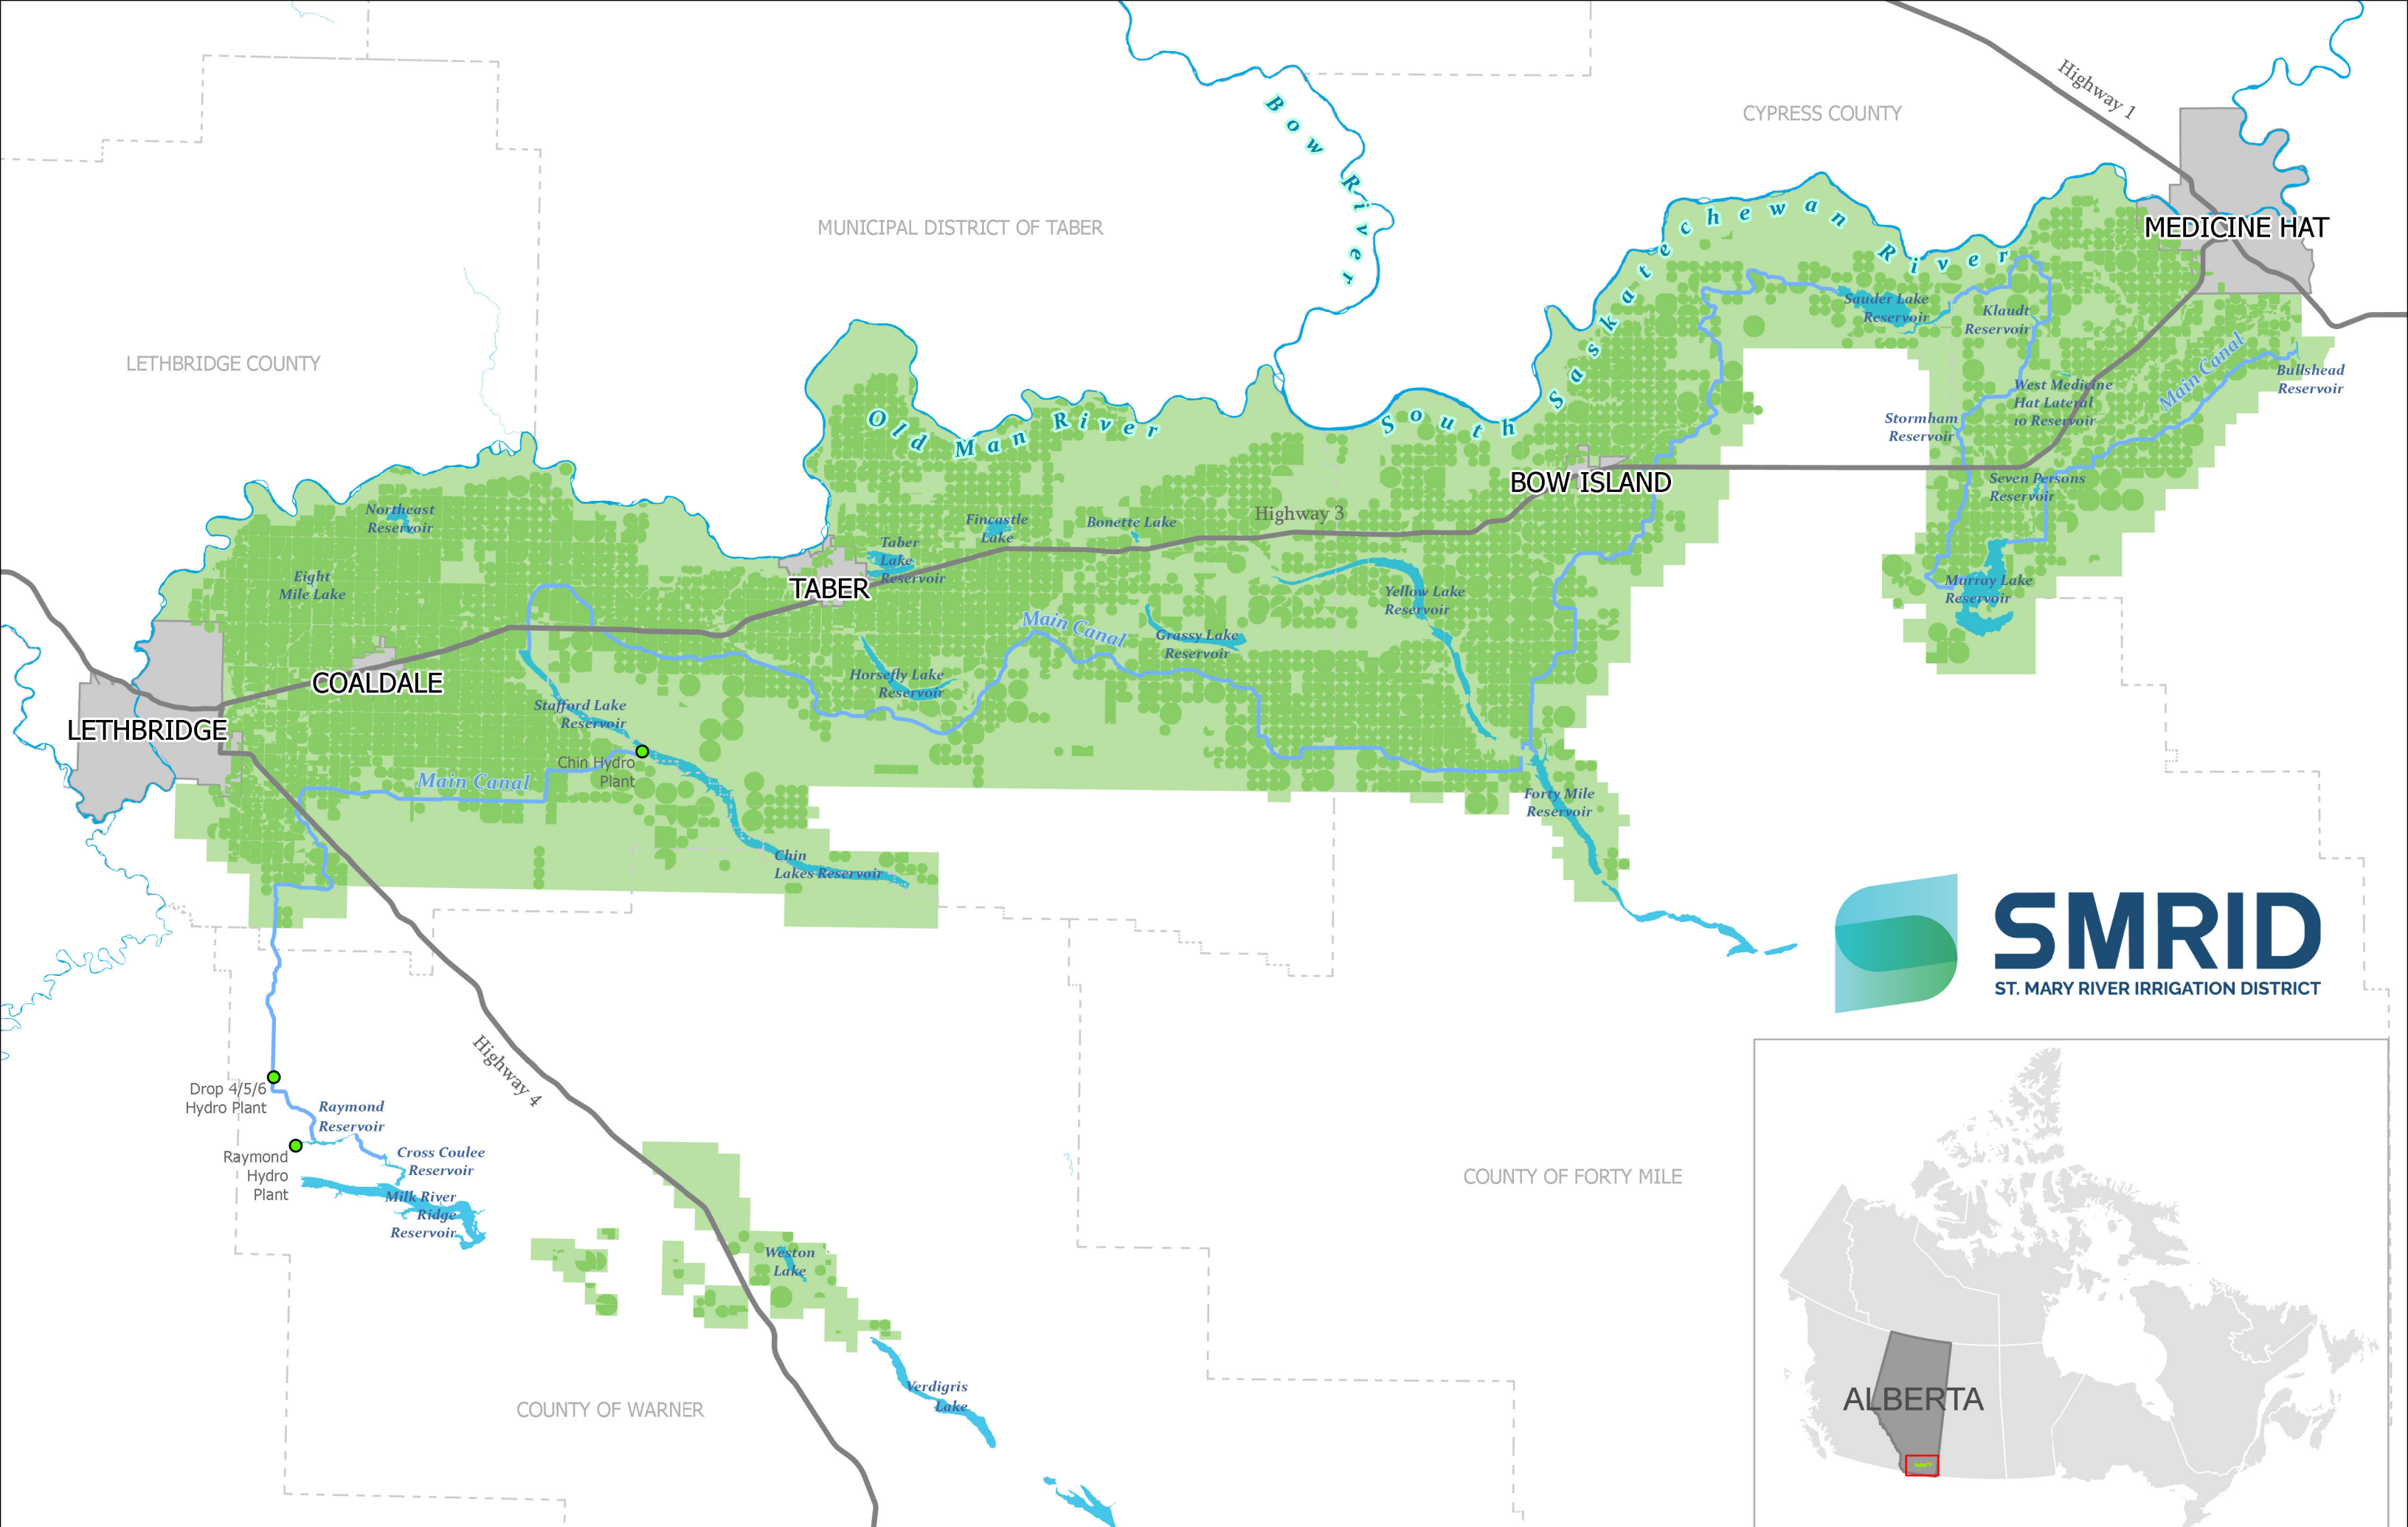 Highway 1
CYPRESS COUNTY
Bow River
MUNICIPAL DISTRICT OF TABER
MEDICINE HAT
South Saskatchewan River
Sauder Lake
Reservoir
Klaudt
Reservoir
LETHBRIDGE COUNTY
Main Canal
Bullshead
Reservoir
West Medicine
Hat Lateral
10 Reservoir
Stormham
Reservoir
Old Man River
BOW ISLAND
Seven Persons
Reservoir
Northeast
Reservoir
Fincastle
Lake
Bonette Lake
Highway 3
Taber
Lake
Reservoir
Eight
Mile Lake
TABER
Yellow Lake
Reservoir
Murray Lake
Reservoir
Main Canal
Grassy Lake
Reservoir
COALDALE
Horsefly Lake
Reservoir
Stafford Lake
Reservoir
LETHBRIDGE
Chin Hydro
Plant
Main Canal
Forty Mile
Reservoir
Chin
Lakes Reservoir
SMRID
ST. MARY RIVER IRRIGATION DISTRICT
Highway 4
Drop 4/5/6
Hydro Plant
Raymond
Reservoir
Raymond
Hydro
Plant
Cross Coulee
Reservoir
Milk River
Ridge
Reservoir
COUNTY OF FORTY MILE
Weston
Lake
Verdigris
Lake
COUNTY OF WARNER
ALBERTA